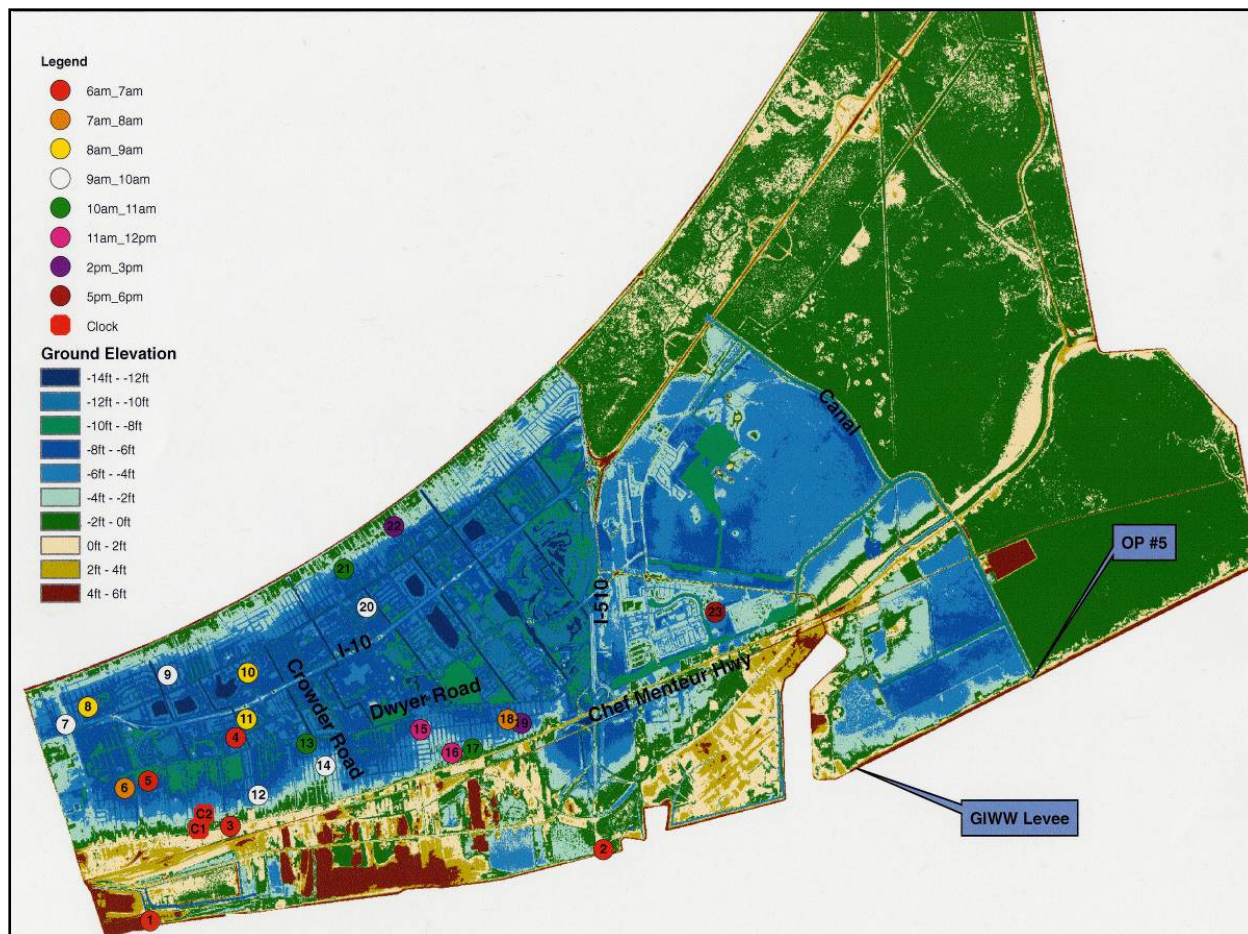 Legend
6am_7am
7am_8am
8am_9am
9am_10am
10am_11am
11am_12pm
2pm_3pm
5pm_6pm
Clock
Ground Elevation
-14ft - -12ft
-12ft - -10ft
-10ft - -8ft
-8ft - -6ft
-6ft - -4ft
-4ft - -2ft
-2ft - 0ft
0ft - 2ft
2ft - 4ft
4ft - 6ft
Canal
22
OP #5
21
20
I-510
23
I-10
9
10
Crowder Road
Dwyer Road
Chef Menteur Hwy
8
7
11
18
19
15
4
13
16
17
14
5
6
12
C2
C1
3
GIWW Levee
2
1